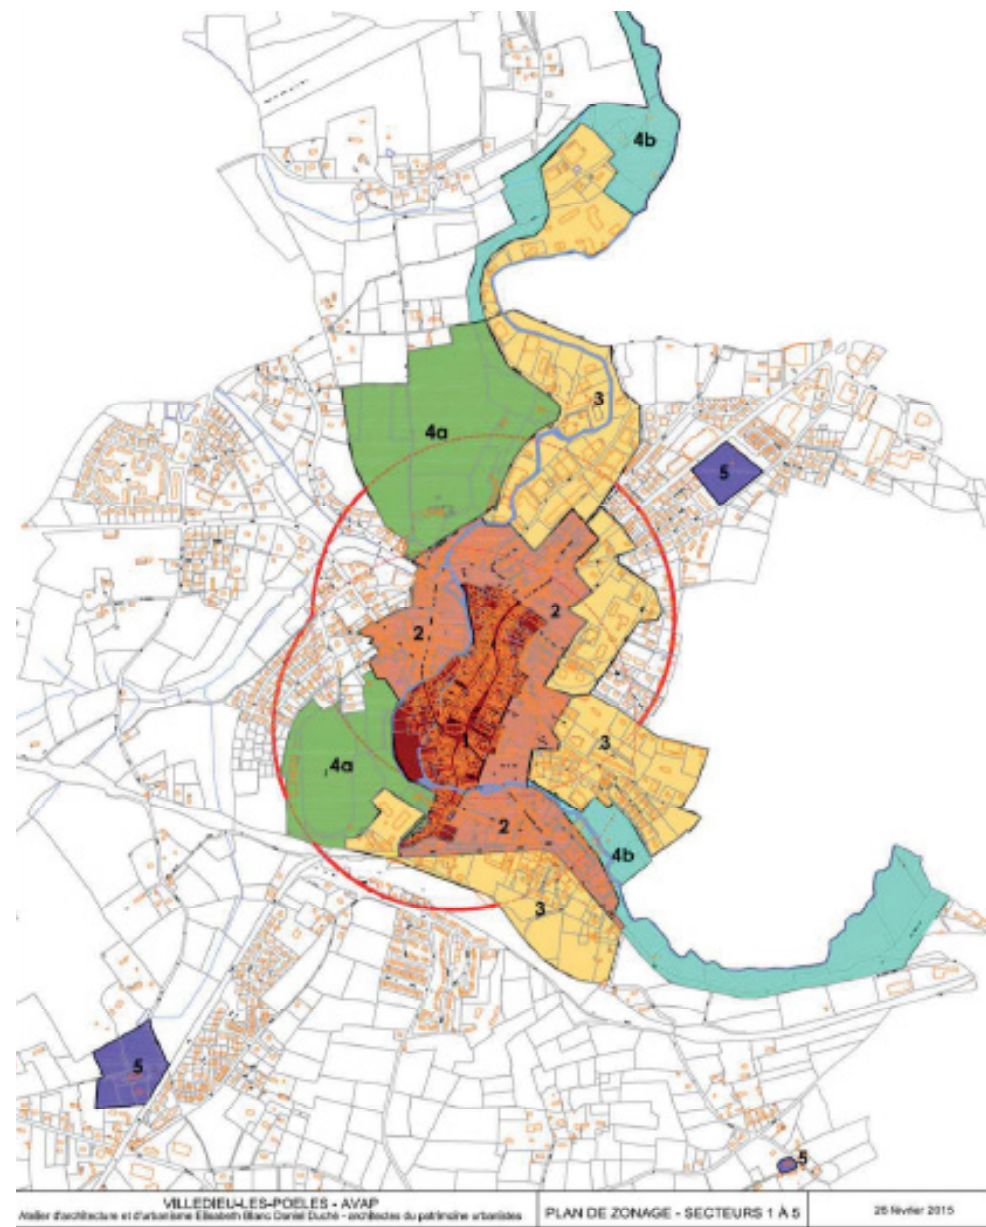 4b
3
4a
5
2
2
1
3
4a
2
4b
3
5
5
VILLEDIEU-LES-POELES - AVAP
Atelier d'architecture et d'urbanisme Elisabeth Blanc Daniel Duché - architectes du patrimoine urbanistes
PLAN DE ZONAGE - SECTEURS 1 À 5
26 février 2015